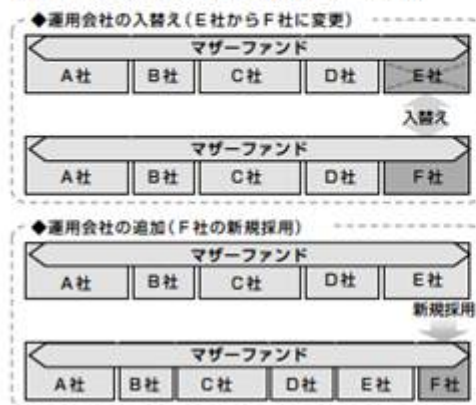 ◆運用会社の入替え(E社からF社に変更)
マザーファンド
A社 B社 C社 D社 E社
入替え
マザーファンド
A社 B社 C社 D社 F社
◆運用会社の追加(F社の新規採用)
マザーファンド
A社 B社 C社 D社 E社
新規採用
マザーファンド
A社 B社 C社 D社 E社 F社